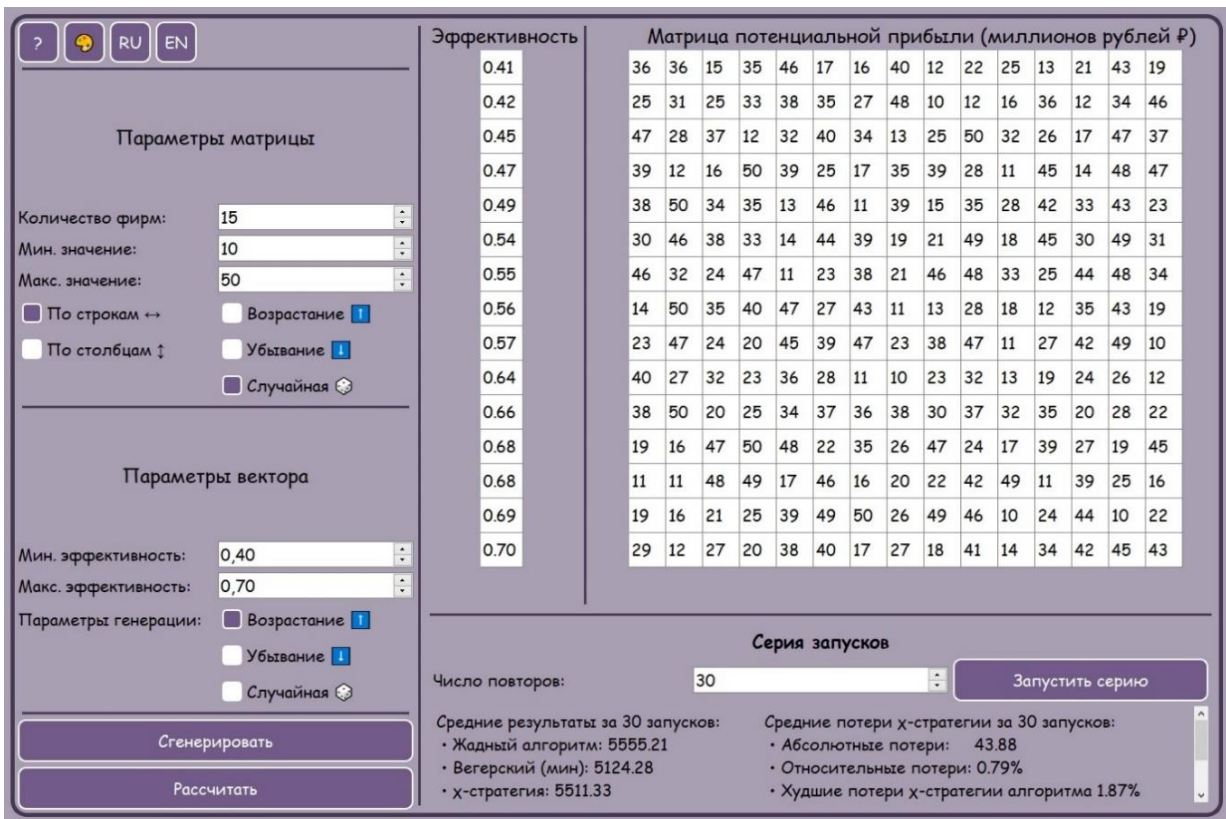 ? RU EN
Параметры матрицы
Количество фирм: 15
Мин. значение: 10
Макс. значение: 50
По строкам ↔ Возрастание ↑
По столбцам ↕ Убывание ↓
Случайная
Параметры вектора
Мин. эффективность: 0,40
Макс. эффективность: 0,70
Параметры генерации: Возрастание ↑
Убывание ↓
Случайная
Сгенерировать
Рассчитать
Эффективность
0.41
0.42
0.45
0.47
0.49
0.54
0.55
0.56
0.57
0.64
0.66
0.68
0.68
0.69
0.70
Матрица потенциальной прибыли (миллионов рублей ₽)
36 36 15 35 46 17 16 40 12 22 25 13 21 43 19
25 31 25 33 38 35 27 48 10 12 16 36 12 34 46
47 28 37 12 32 40 34 13 25 50 32 26 17 47 37
39 12 16 50 39 25 17 35 39 28 11 45 14 48 47
38 50 34 35 13 46 11 39 15 35 28 42 33 43 23
30 46 38 33 14 44 39 19 21 49 18 45 30 49 31
46 32 24 47 11 23 38 21 46 48 33 25 44 48 34
14 50 35 40 47 27 43 11 13 28 18 12 35 43 19
23 47 24 20 45 39 47 23 38 47 11 27 42 49 10
40 27 32 23 36 28 11 10 23 32 13 19 24 26 12
38 50 20 25 34 37 36 38 30 37 32 35 20 28 22
19 16 47 50 48 22 35 26 47 24 17 39 27 19 45
11 11 48 49 17 46 16 20 22 42 49 11 39 25 16
19 16 21 25 39 49 50 26 49 46 10 24 44 10 22
29 12 27 20 38 40 17 27 18 41 14 34 42 45 43
Серия запусков
Число повторов: 30 Запустить серию
Средние результаты за 30 запусков:
• Жадный алгоритм: 5555.21
• Вегерский (мин): 5124.28
• χ-стратегия: 5511.33
Средние потери χ-стратегии за 30 запусков:
• Абсолютные потери: 43.88
• Относительные потери: 0.79%
• Худшие потери χ-стратегии алгоритма 1.87%